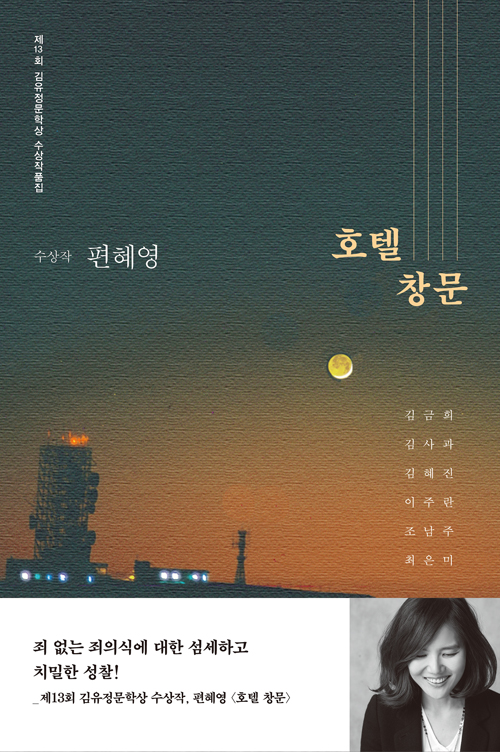 제13회 김유정문학상 수상작품집
수상작 편혜영
호텔
창문
김금희
김사과
김혜진
이주란
조남주
최은미
죄 없는 죄의식에 대한 섬세하고
치밀한 성찰!
_제13회 김유정문학상 수상작, 편혜영 〈호텔 창문〉